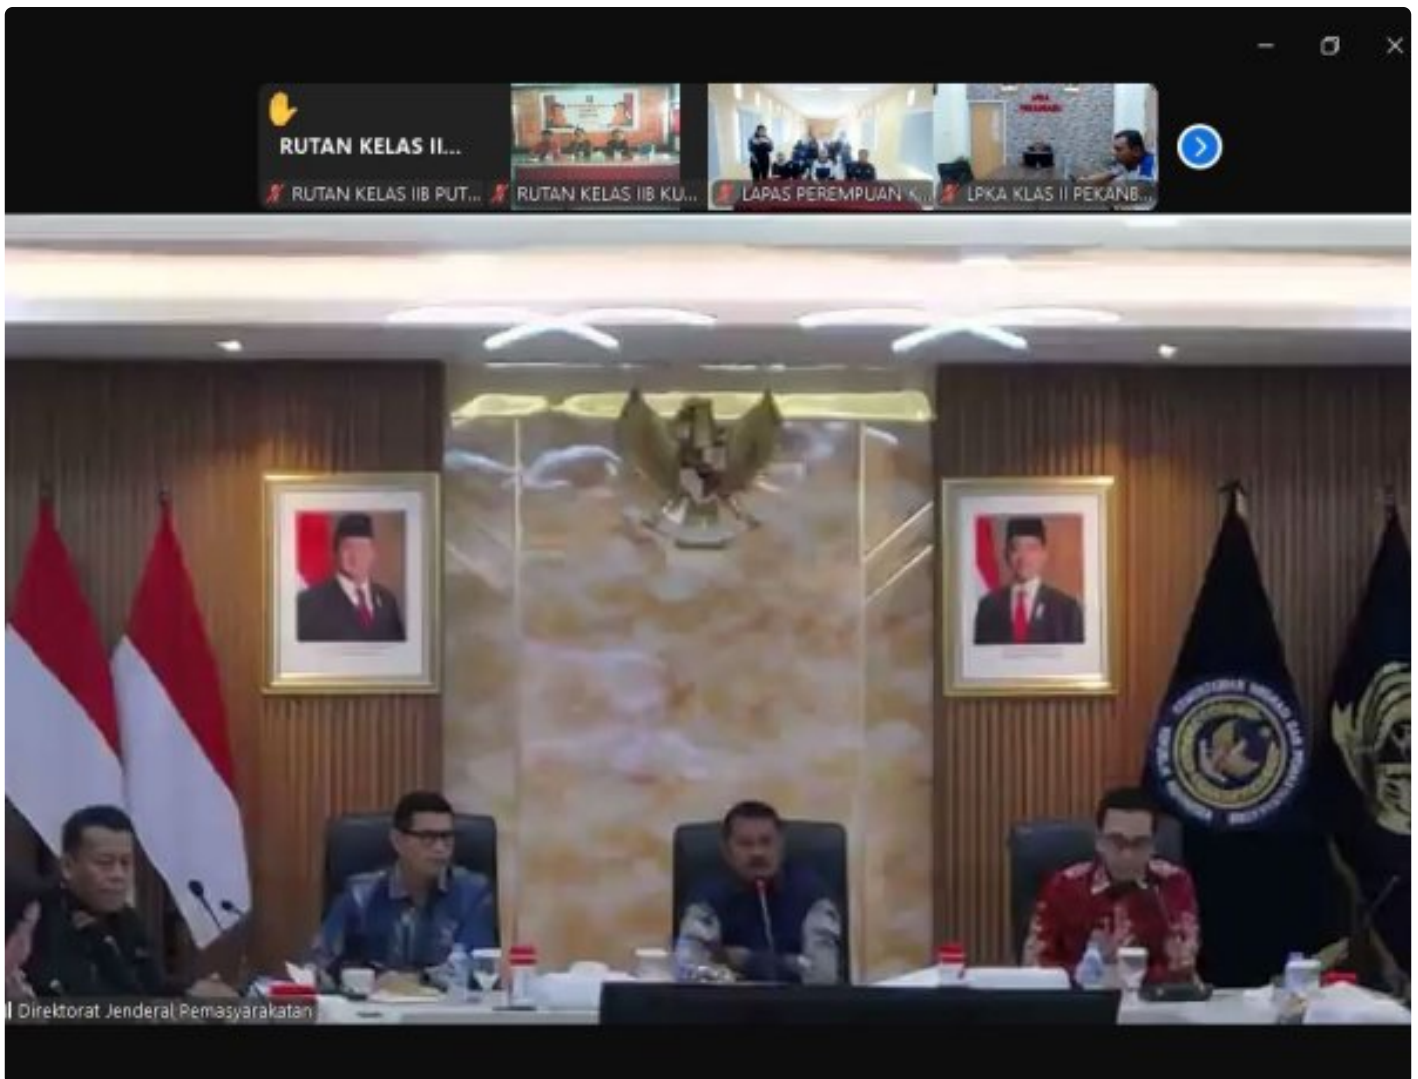 RUTAN KELAS II...
RUTAN KELAS IIB PUT...
RUTAN KELAS IIB KU...
LAPAS PEREMPUAN K...
LPKA KLAS II PEKANB...
Direktorat Jenderal Pemasyarakatan